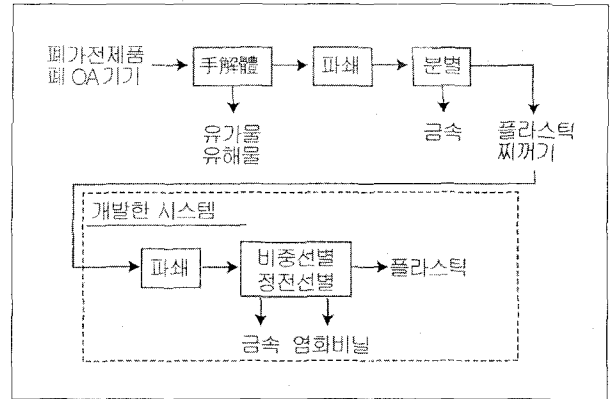 폐가전제품
폐 OA기기
手解體
파쇄
분별
유가물
유해물
금속
플라스틱
찌꺼기
개발한 시스템
파쇄
비중선별
정전선별
플라스틱
금속 염화비닐